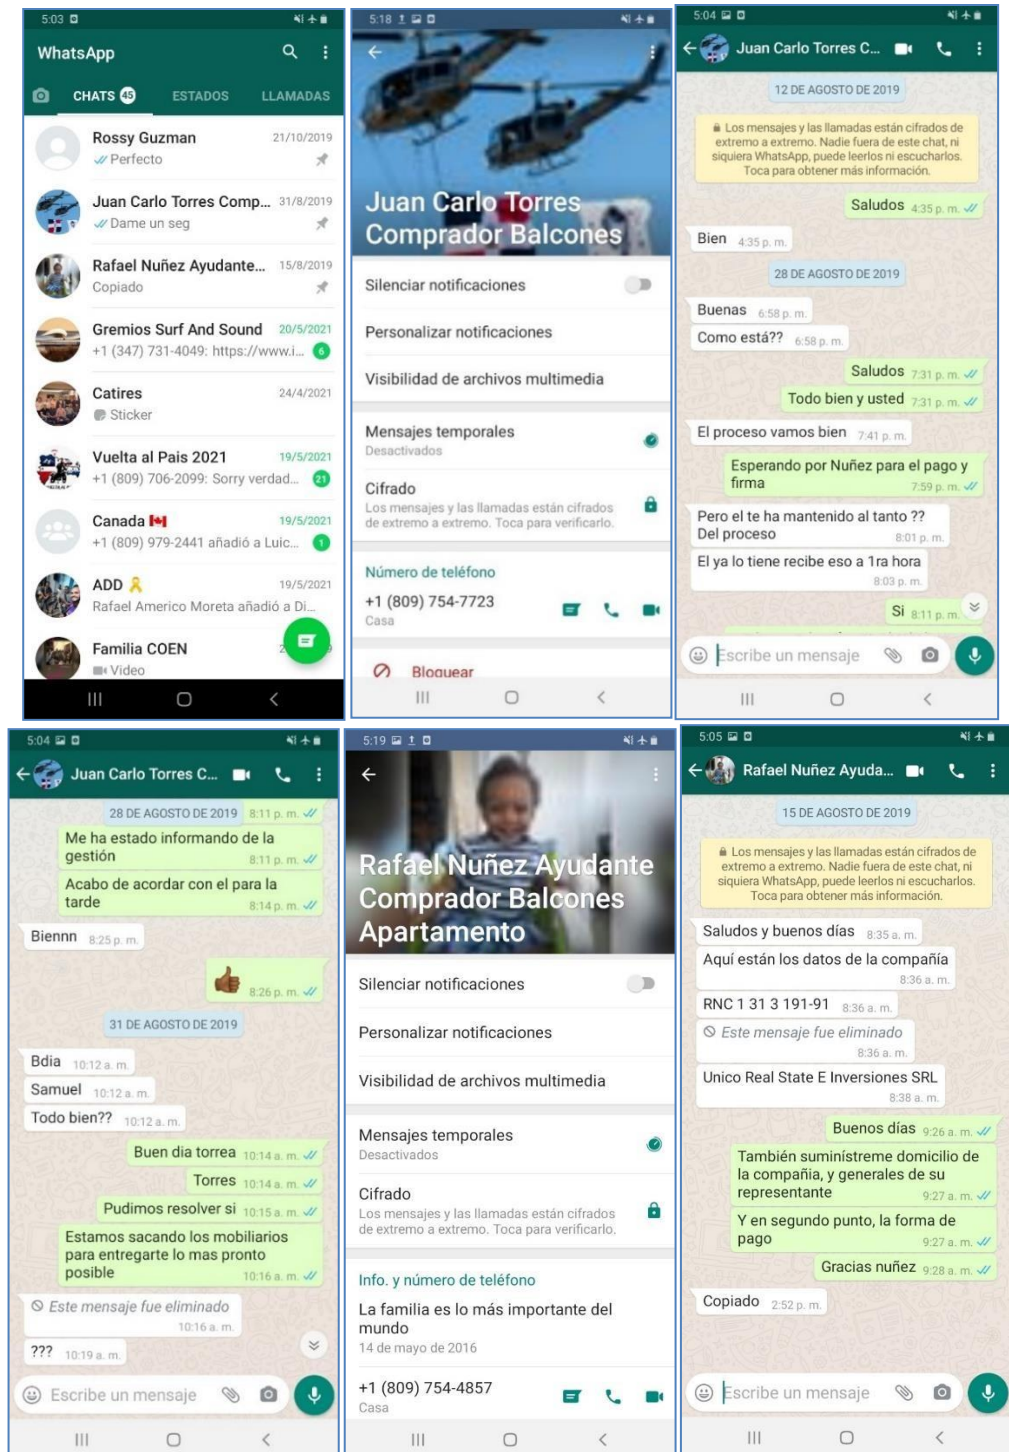 5:03
WhatsApp
CHATS 45 ESTADOS LLAMADAS
Rossy Guzman 21/10/2019
Perfecto
Juan Carlo Torres Comp... 31/8/2019
Dame un seg
Rafael Nuñez Ayudante... 15/8/2019
Copiado
Gremios Surf And Sound 20/5/2021
+1 (347) 731-4049: https://www.i... 6
Catires 24/4/2021
Sticker
Vuelta al Pais 2021 19/5/2021
+1 (809) 706-2099: Sorry verdad... 21
Canada 🇨🇦 19/5/2021
+1 (809) 979-2441 añadió a Luic... 1
ADD 🎗 19/5/2021
Rafael Americo Moreta añadió a Di...
Familia COEN
Video
5:18
Juan Carlo Torres
Comprador Balcones
Silenciar notificaciones
Personalizar notificaciones
Visibilidad de archivos multimedia
Mensajes temporales
Desactivados
Cifrado
Los mensajes y las llamadas están cifrados
de extremo a extremo. Toca para verificarlo.
Número de teléfono
+1 (809) 754-7723
Casa
Bloquear
5:04
Juan Carlo Torres C...
12 DE AGOSTO DE 2019
Los mensajes y las llamadas están cifrados de
extremo a extremo. Nadie fuera de este chat, ni
siquiera WhatsApp, puede leerlos ni escucharlos.
Toca para obtener más información.
Saludos 4:35 p. m.
Bien 4:35 p. m.
28 DE AGOSTO DE 2019
Buenas 6:58 p. m.
Como está?? 6:58 p. m.
Saludos 7:31 p. m.
Todo bien y usted 7:31 p. m.
El proceso vamos bien 7:41 p. m.
Esperando por Nuñez para el pago y
firma 7:59 p. m.
Pero el te ha mantenido al tanto ??
Del proceso 8:01 p. m.
El ya lo tiene recibe eso a 1ra hora
8:03 p. m.
Si 8:11 p. m.
Escribe un mensaje
5:04
Juan Carlo Torres C...
28 DE AGOSTO DE 2019 8:11 p. m.
Me ha estado informando de la
gestión 8:11 p. m.
Acabo de acordar con el para la
tarde 8:14 p. m.
Biennn 8:25 p. m.
👍🏾 8:26 p. m.
31 DE AGOSTO DE 2019
Bdia 10:12 a. m.
Samuel 10:12 a. m.
Todo bien?? 10:12 a. m.
Buen dia torrea 10:14 a. m.
Torres 10:14 a. m.
Pudimos resolver si 10:15 a. m.
Estamos sacando los mobiliarios
para entregarte lo mas pronto
posible 10:16 a. m.
Este mensaje fue eliminado
10:16 a. m.
??? 10:19 a. m.
Escribe un mensaje
5:19
Rafael Nuñez Ayudante
Comprador Balcones
Apartamento
Silenciar notificaciones
Personalizar notificaciones
Visibilidad de archivos multimedia
Mensajes temporales
Desactivados
Cifrado
Los mensajes y las llamadas están cifrados
de extremo a extremo. Toca para verificarlo.
Info. y número de teléfono
La familia es lo más importante del
mundo
14 de mayo de 2016
+1 (809) 754-4857
Casa
5:05
Rafael Nuñez Ayuda...
15 DE AGOSTO DE 2019
Los mensajes y las llamadas están cifrados de
extremo a extremo. Nadie fuera de este chat, ni
siquiera WhatsApp, puede leerlos ni escucharlos.
Toca para obtener más información.
Saludos y buenos días 8:35 a. m.
Aquí están los datos de la compañía
8:36 a. m.
RNC 1 31 3 191-91 8:36 a. m.
Este mensaje fue eliminado
8:36 a. m.
Unico Real State E Inversiones SRL
8:38 a. m.
Buenos días 9:26 a. m.
También suminístreme domicilio de
la compañia, y generales de su
representante 9:27 a. m.
Y en segundo punto, la forma de
pago 9:27 a. m.
Gracias nuñez 9:28 a. m.
Copiado 2:52 p. m.
Escribe un mensaje